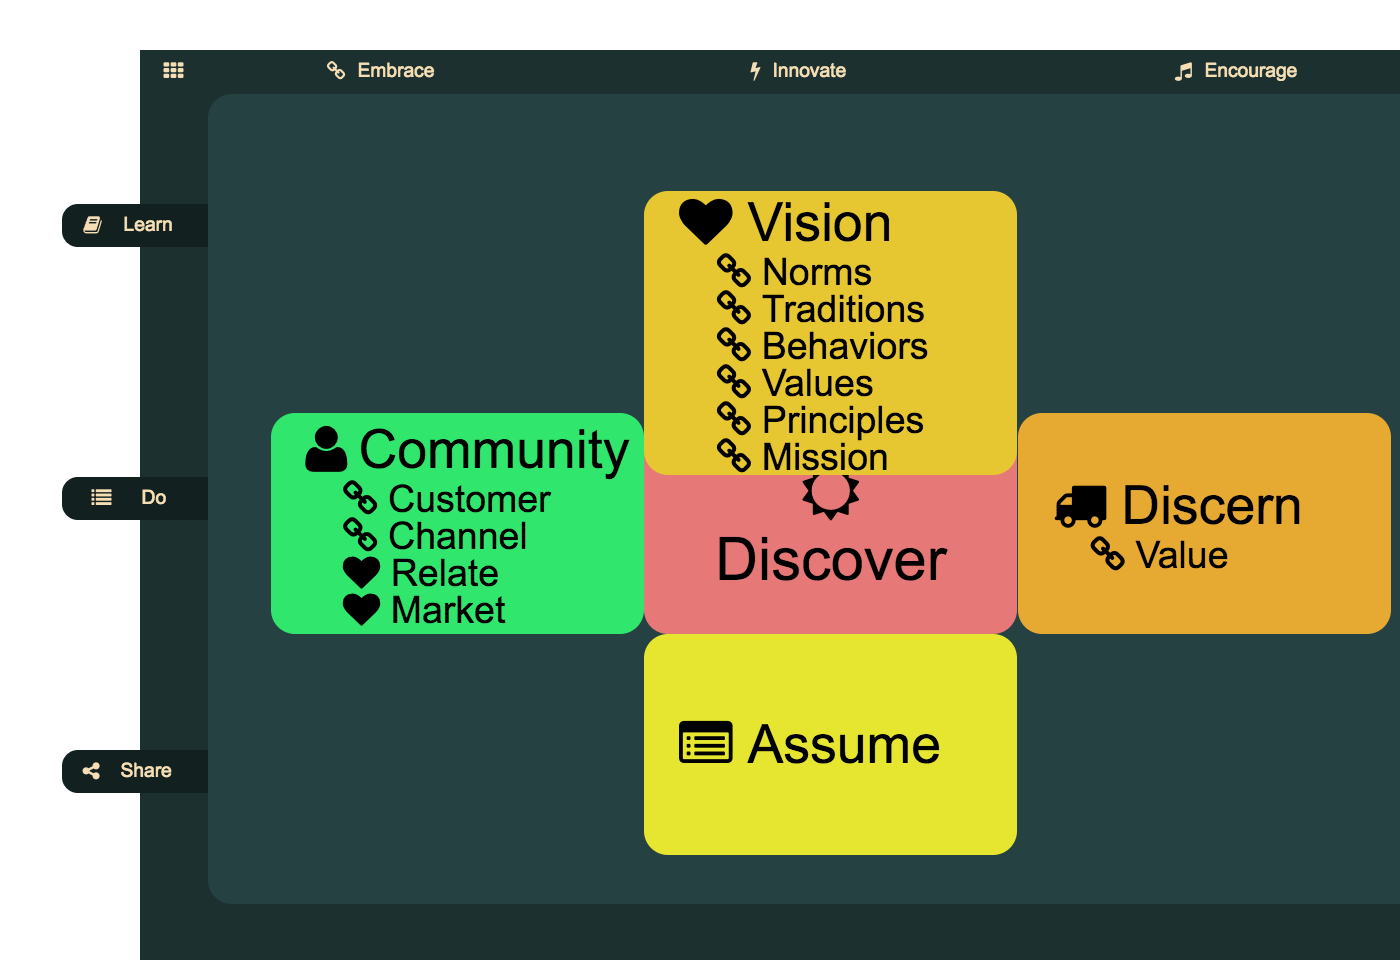 Embrace
Innovate
Encourage
Learn
Do
Share
Vision
Norms
Traditions
Behaviors
Values
Principles
Mission
Community
Customer
Channel
Relate
Market
Discover
Discern
Value
Assume